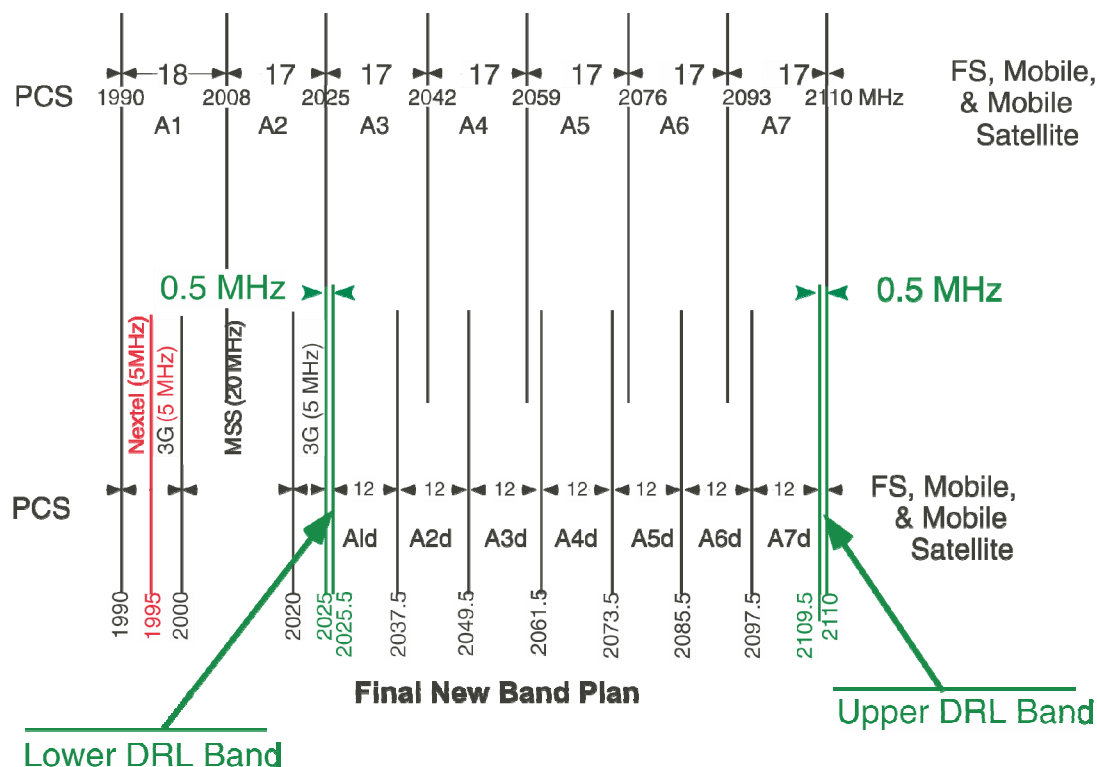 18 17 17 17 17 17 17
PCS
1990 2008 2025 2042 2059 2076 2093 2110 MHz
A1 A2 A3 A4 A5 A6 A7
FS, Mobile,
& Mobile
Satellite
0.5 MHz
0.5 MHz
Nextel (5MHz)
3G (5 MHz)
MSS (20 MHz)
3G (5 MHz)
PCS
12 12 12 12 12 12 12
Ald A2d A3d A4d A5d A6d A7d
FS, Mobile,
& Mobile
Satellite
1990
1995
2000
2020
2025
2025.5
2037.5
2049.5
2061.5
2073.5
2085.5
2097.5
2109.5
2110
Final New Band Plan
Lower DRL Band
Upper DRL Band